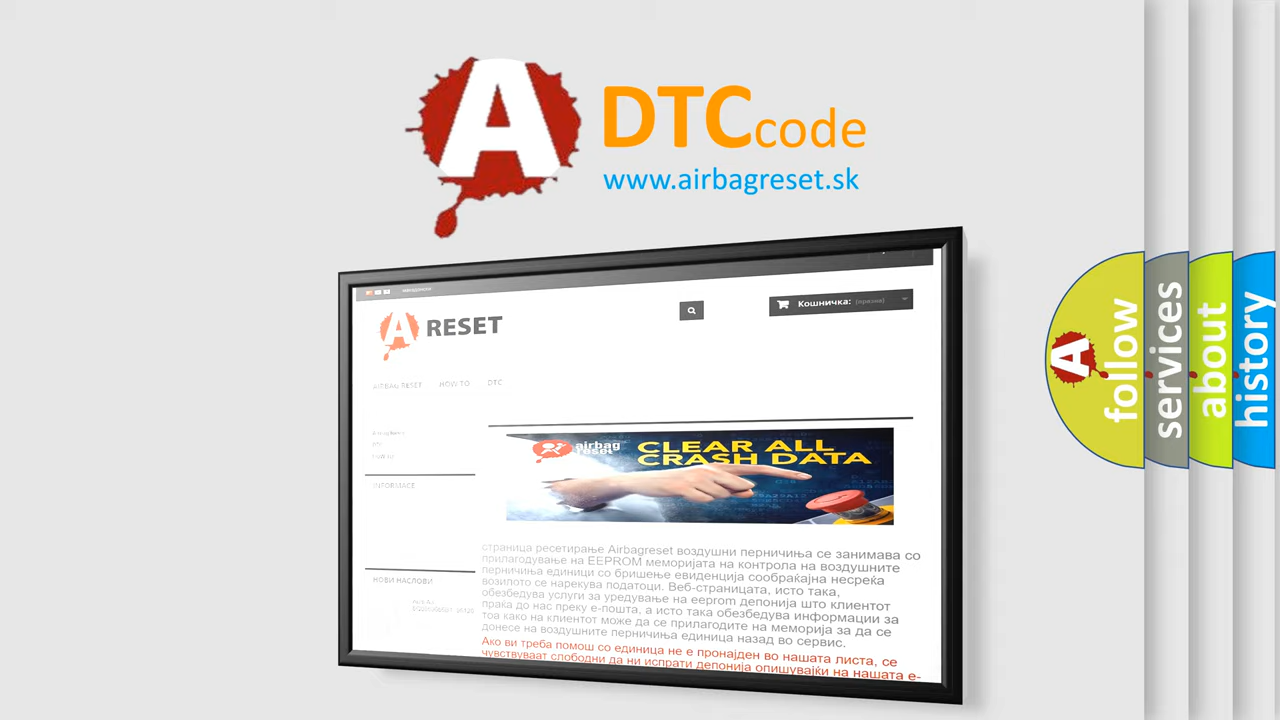 A DTC code
www.airbagreset.sk
Кошничка: (празни)
A RESET
AIRBAG RESET HOW TO DTC
airbag
reset
CLEAR ALL
CRASH DATA
INFORMACE
страница ресетирање Airbagreset воздушни перничиња се занимава со
прилагодување на EEPROM меморијата на контрола на воздушните
перничиња единици со бришење евиденција сообраќајна несреќа
возилото се нарекува податоци. Веб-страницата, исто така,
обезбедува услуги за уредување на eeprom депонија што клиентот
праќа до нас преку е-пошта, а исто така обезбедува информации за
тоа како на клиентот може да се прилагодите на меморија за да се
донесе на воздушните перничиња единица назад во сервис.
Ако ви треба помош со единица не е пронајден во нашата листа, се
чувствуваат слободни да ни испрати депонија опишувајќи на нашата е-
НОВИ НАСЛОВИ
A
follow
services
about
history